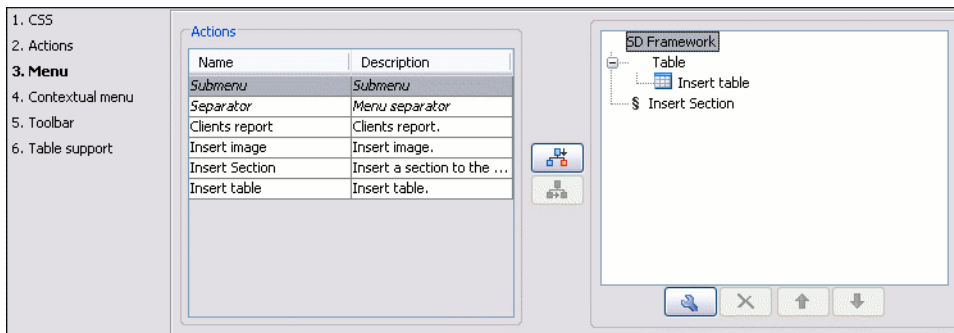 1. CSS
2. Actions
3. Menu
4. Contextual menu
5. Toolbar
6. Table support
Actions
Name Description
Submenu Submenu
Separator Menu separator
Clients report Clients report.
Insert image Insert image.
Insert Section Insert a section to the ...
Insert table Insert table.
SD Framework
Table
Insert table
§ Insert Section